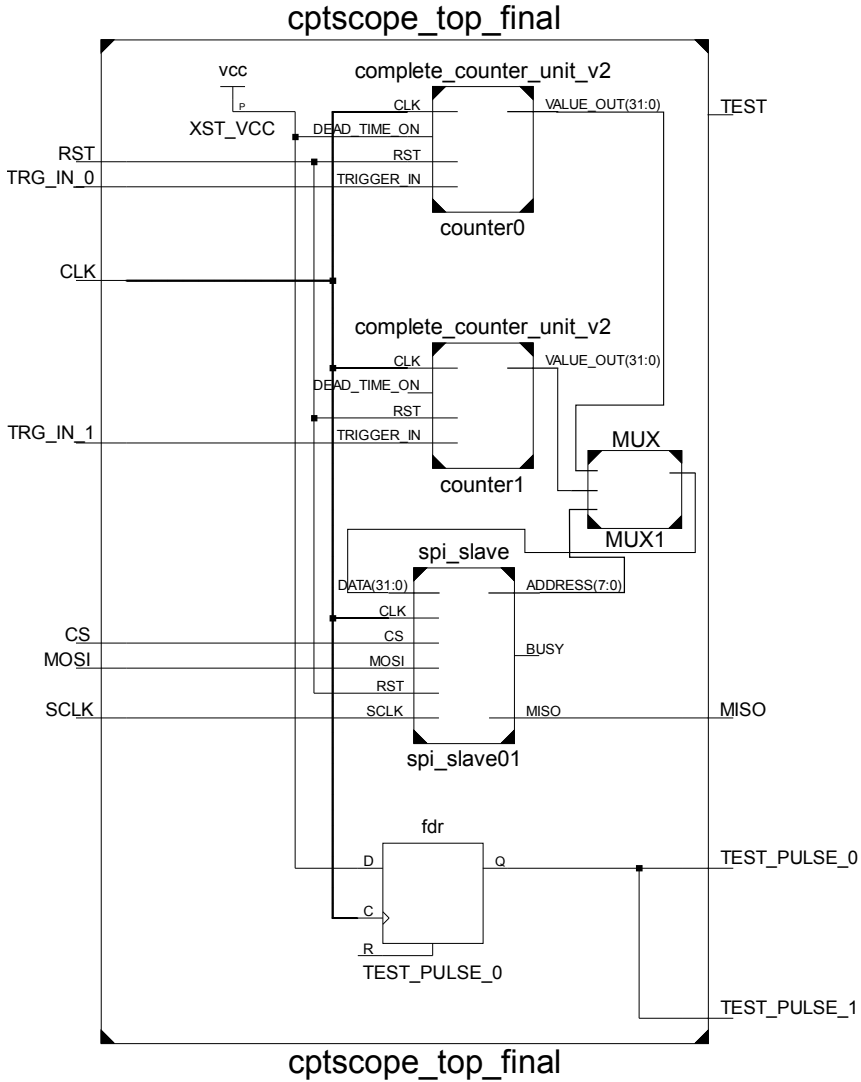 cptscope_top_final
vcc
P
XST_VCC
complete_counter_unit_v2
CLK
DEAD_TIME_ON
RST
TRIGGER_IN
VALUE_OUT(31:0)
counter0
TEST
RST
TRG_IN_0
CLK
complete_counter_unit_v2
CLK
DEAD_TIME_ON
RST
TRIGGER_IN
VALUE_OUT(31:0)
counter1
TRG_IN_1
MUX
MUX1
spi_slave
DATA(31:0)
CLK
CS
MOSI
RST
SCLK
ADDRESS(7:0)
BUSY
MISO
spi_slave01
CS
MOSI
SCLK
MISO
fdr
D
C
R
Q
TEST_PULSE_0
TEST_PULSE_0
TEST_PULSE_1
cptscope_top_final